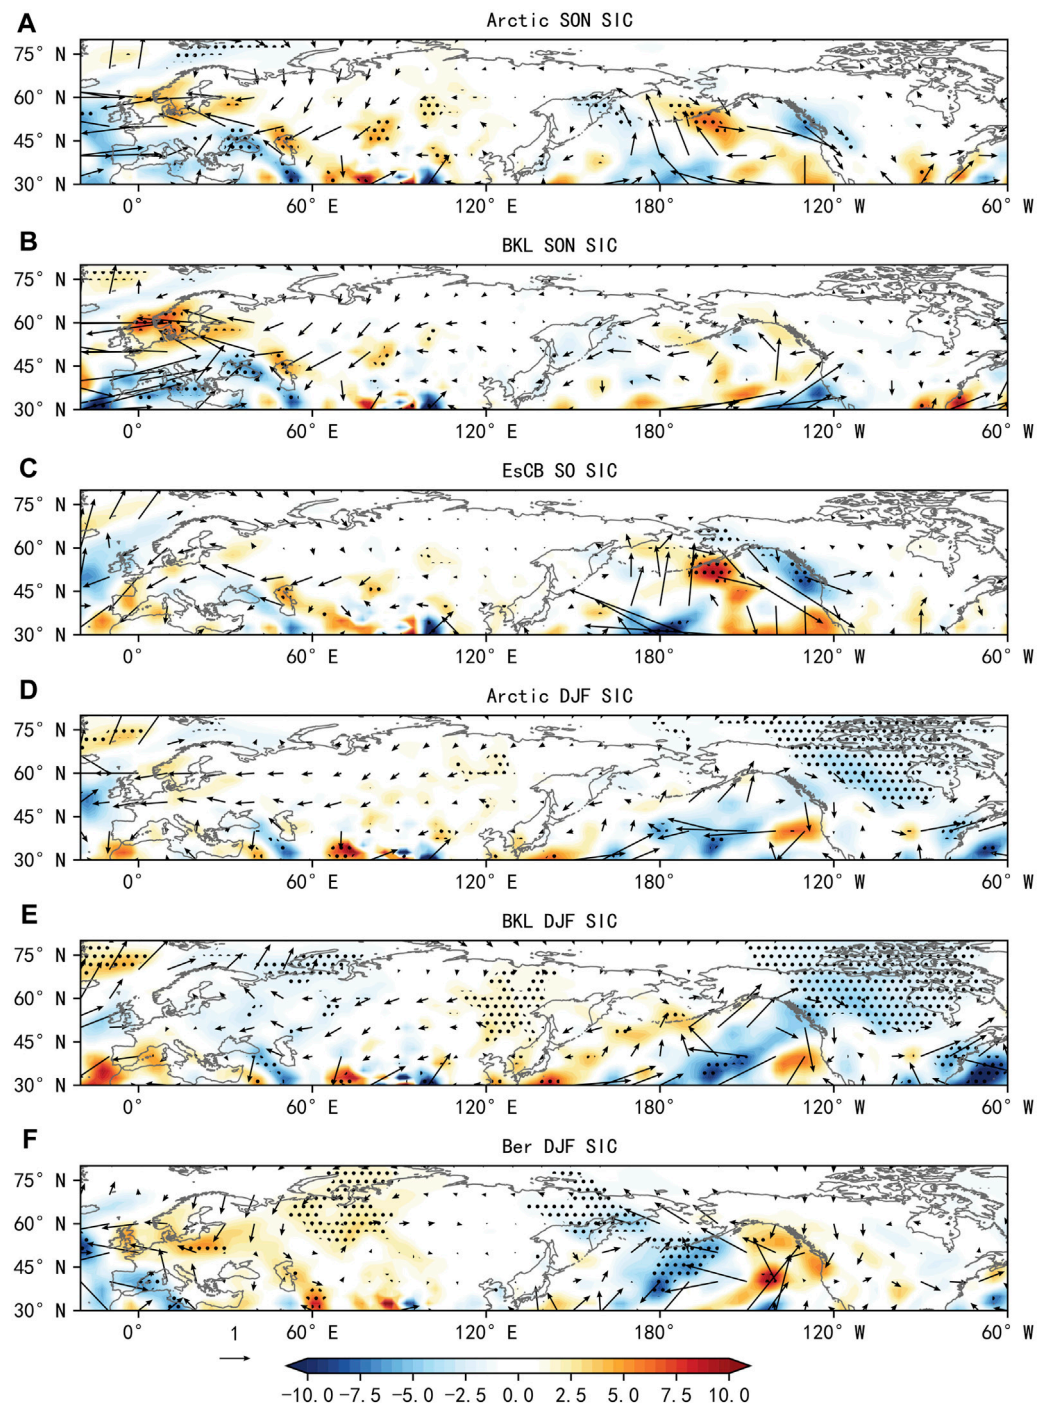 A
Arctic SON SIC
75° N
60° N
45° N
30° N
0° 60° E 120° E 180 120° W 60° W
B
BKL SON SIC
75° N
60° N
45° N
30° N
0° 60° E 120° E 180 120° W 60° W
C
EsCB SO SIC
75° N
60° N
45° N
30° N
0° 60° E 120° E 180 120° W 60° W
D
Arctic DJF SIC
75° N
60° N
45° N
30° N
0° 60° E 120° E 180 120° W 60° W
E
BKL DJF SIC
75° N
60° N
45° N
30° N
0° 60° E 120° E 180 120° W 60° W
F
Ber DJF SIC
75° N
60° N
45° N
30° N
0° 1 60° E 120° E 180 120° W 60° W
−10.0 −7.5 −5.0 −2.5 0.0 2.5 5.0 7.5 10.0